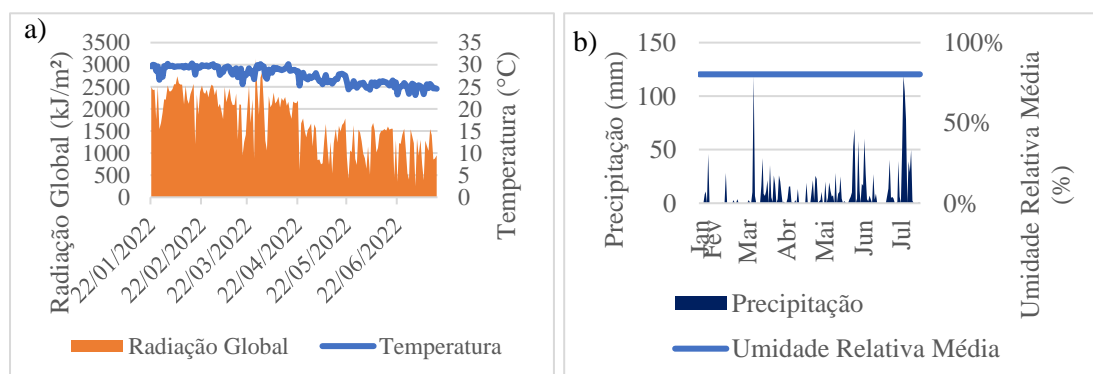 a)
Radiação Global (kJ/m²)
3500
3000
2500
2000
1500
1000
500
0
35
30
25
20
15
10
5
0
Temperatura (°C)
22/01/2022
22/02/2022
22/03/2022
22/04/2022
22/05/2022
22/06/2022
Radiação Global
Temperatura
b)
Precipitação (mm)
150
100
50
0
100%
50%
0%
Umidade Relativa Média
(%)
Jan
Fev
Mar
Abr
Mai
Jun
Jul
Precipitação
Umidade Relativa Média